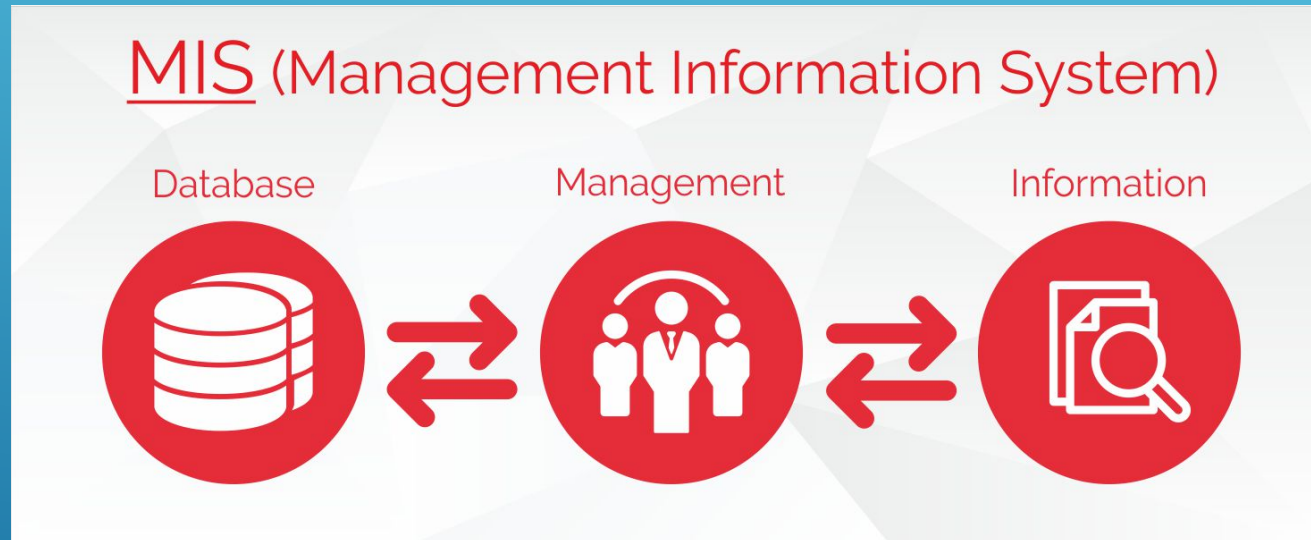 MIS (Management Information System)
Database
Management
Information